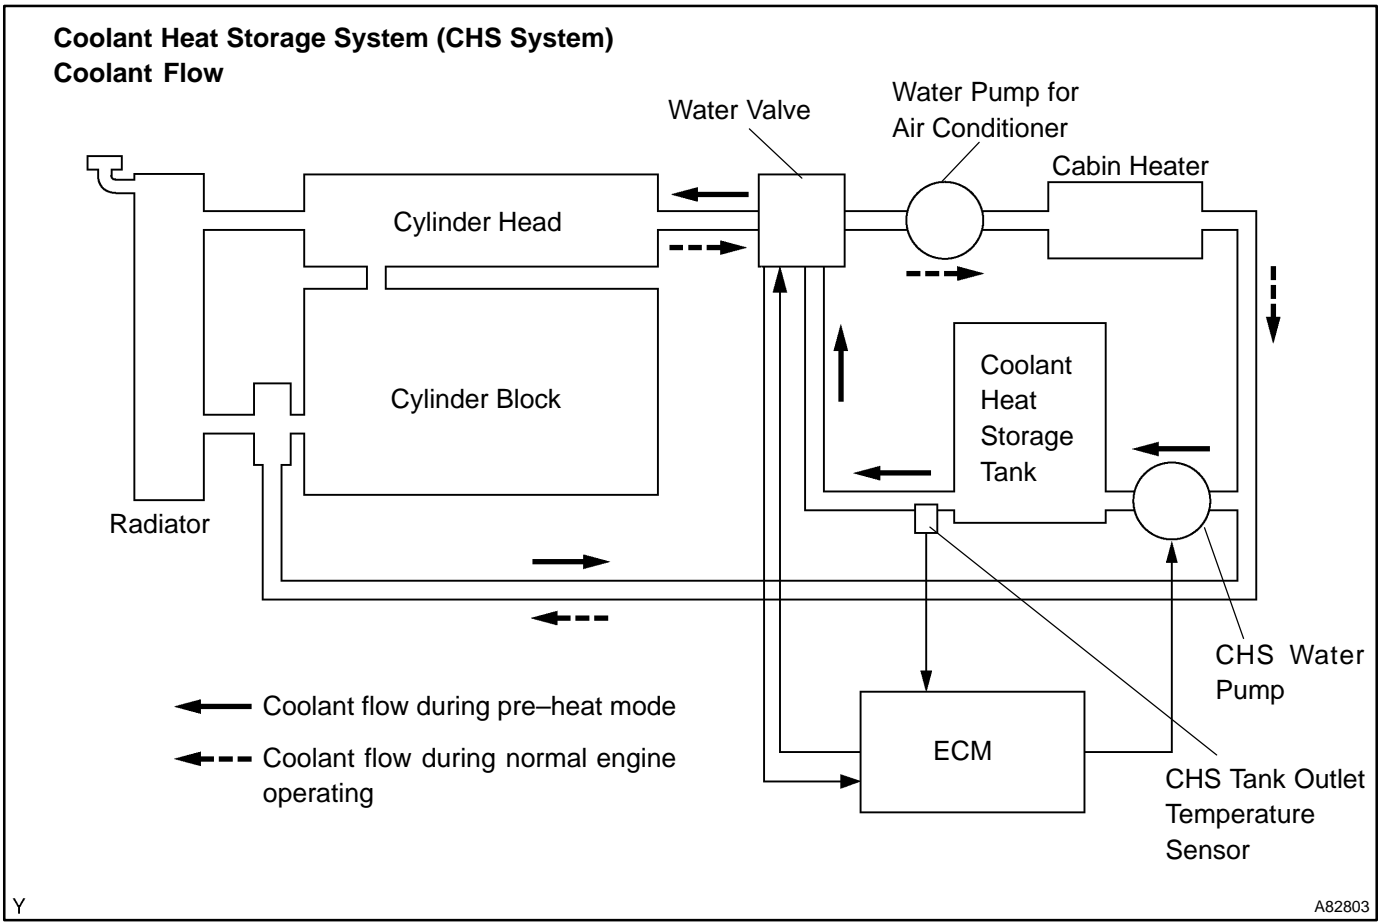 Coolant Heat Storage System (CHS System)
Coolant Flow
Water Valve
Water Pump for
Air Conditioner
Cabin Heater
Cylinder Head
Coolant
Heat
Storage
Tank
Cylinder Block
Radiator
CHS Water
Pump
Coolant flow during pre–heat mode
Coolant flow during normal engine
operating
ECM
CHS Tank Outlet
Temperature
Sensor
Y
A82803